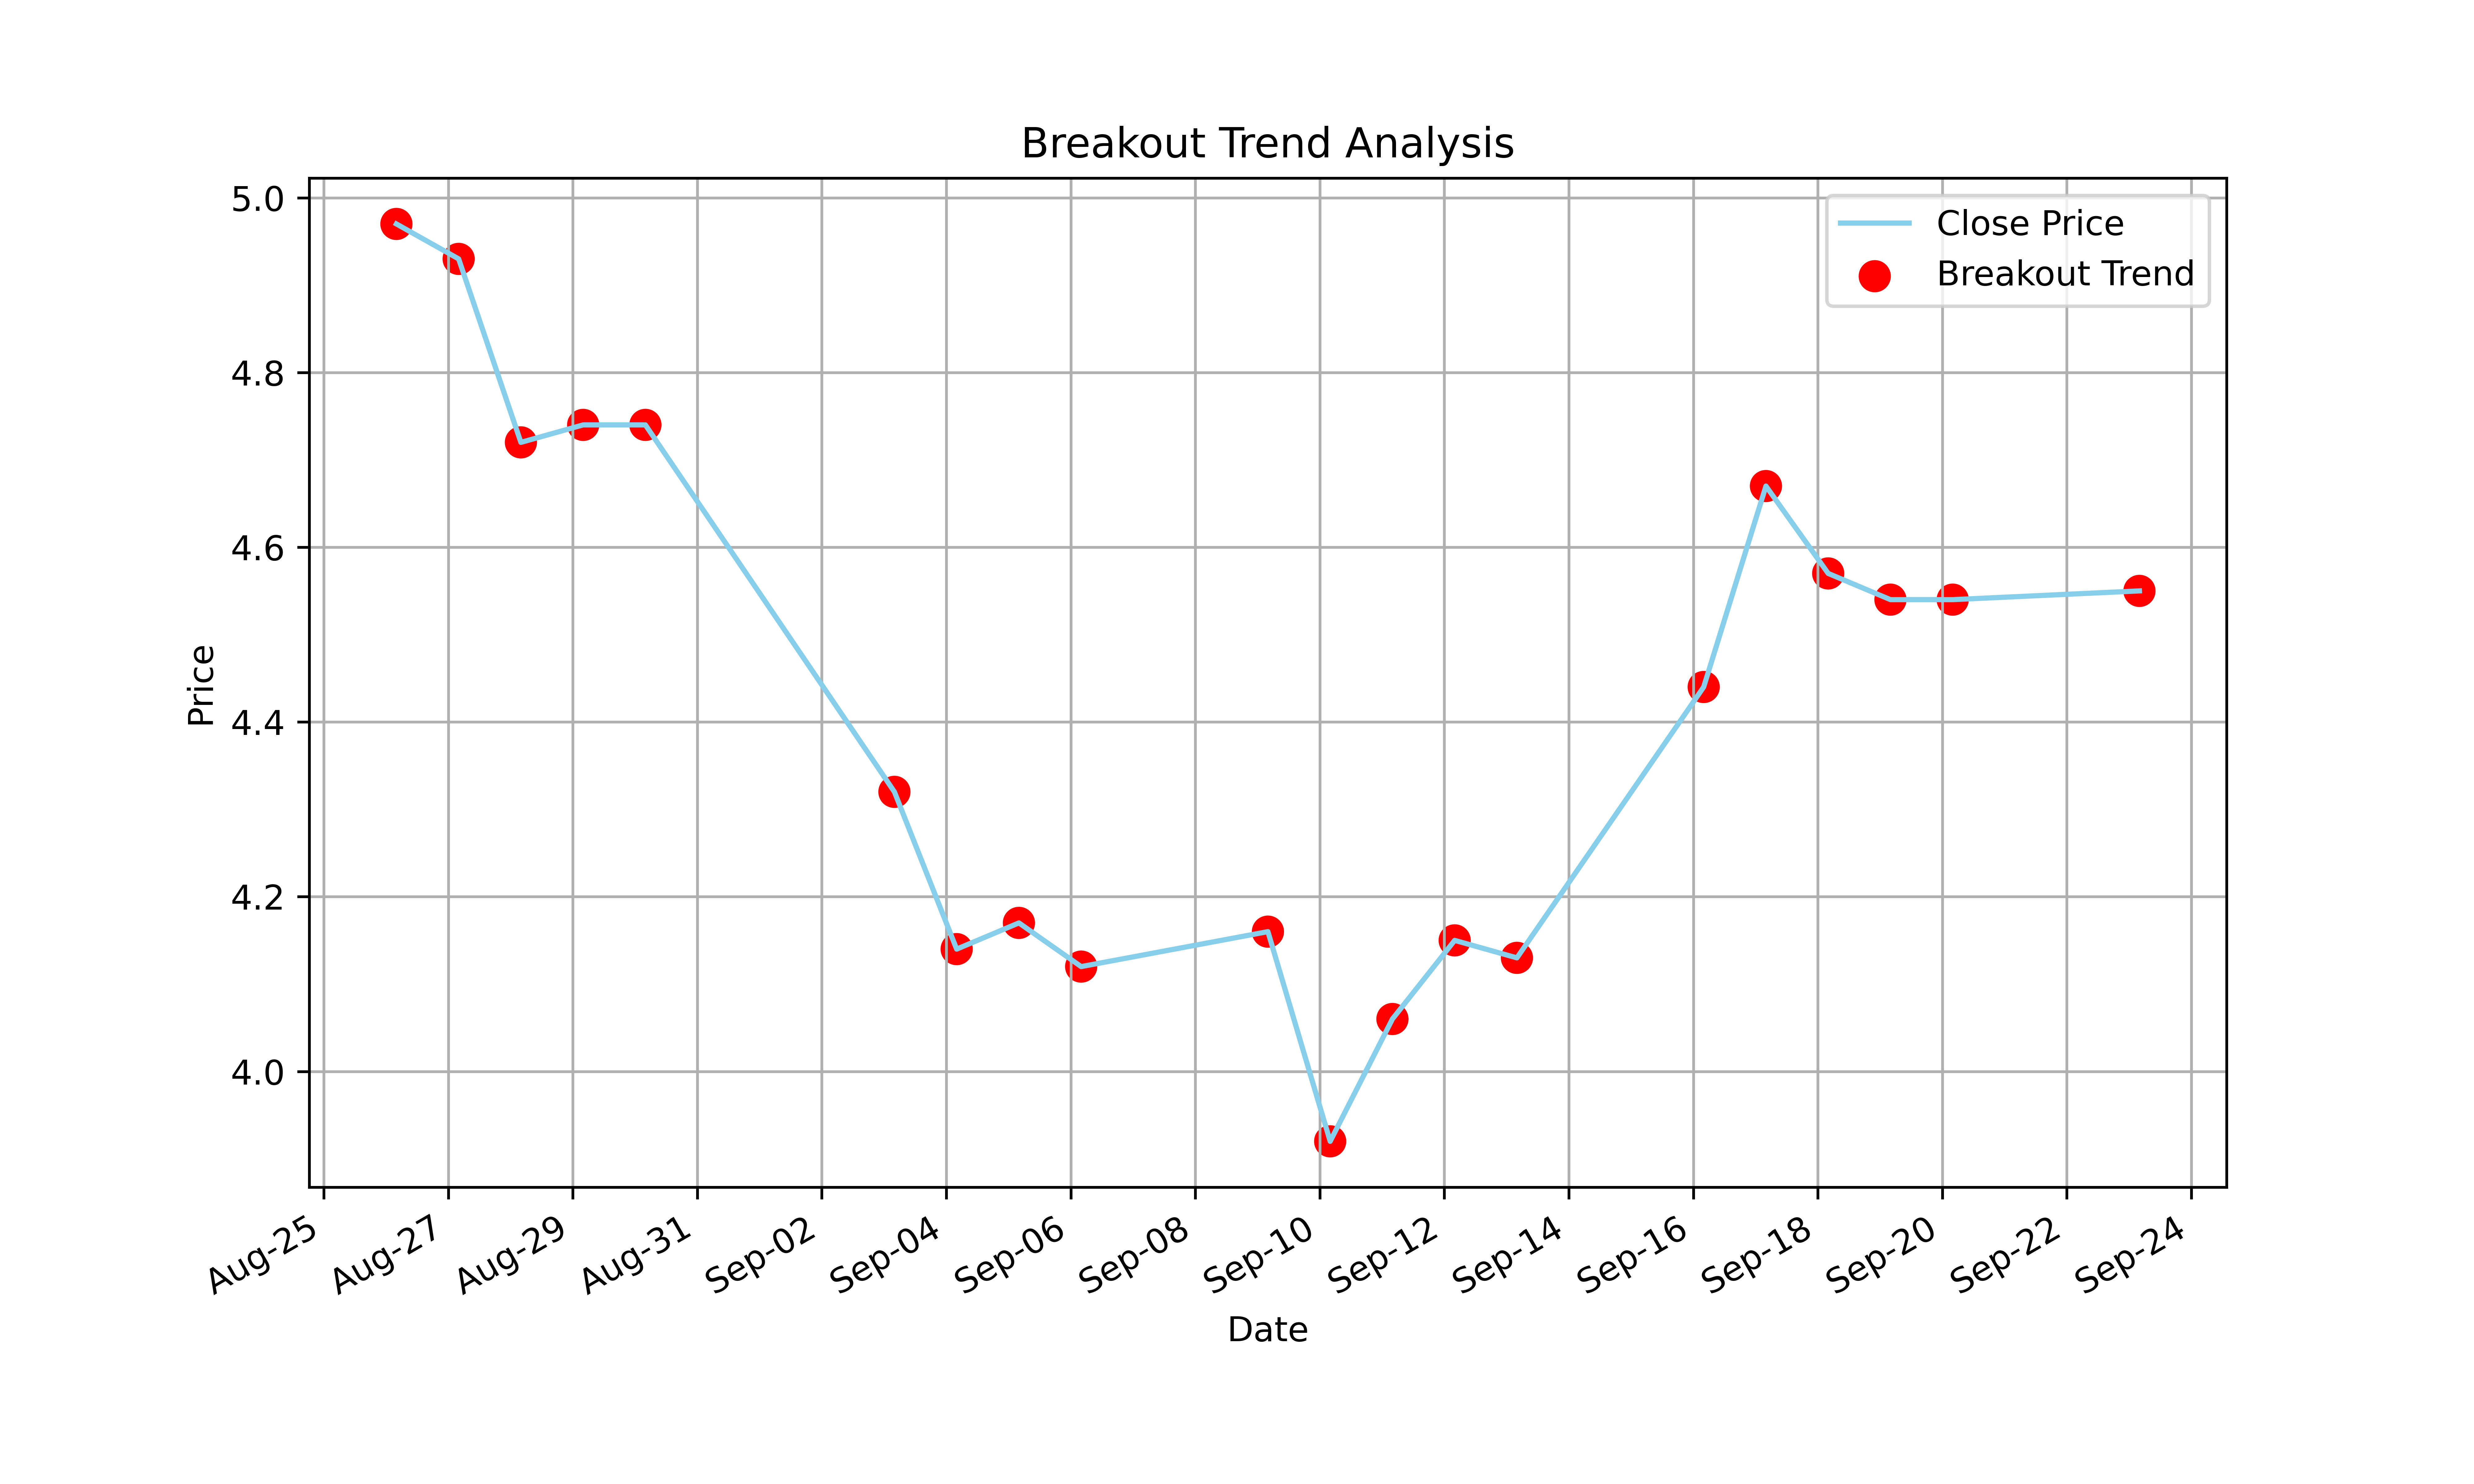 Breakout Trend Analysis
Close Price
Breakout Trend
Price
5.0
4.8
4.6
4.4
4.2
4.0
Aug-25
Aug-27
Aug-29
Aug-31
Sep-02
Sep-04
Sep-06
Sep-08
Sep-10
Sep-12
Sep-14
Sep-16
Sep-18
Sep-20
Sep-22
Sep-24
Date